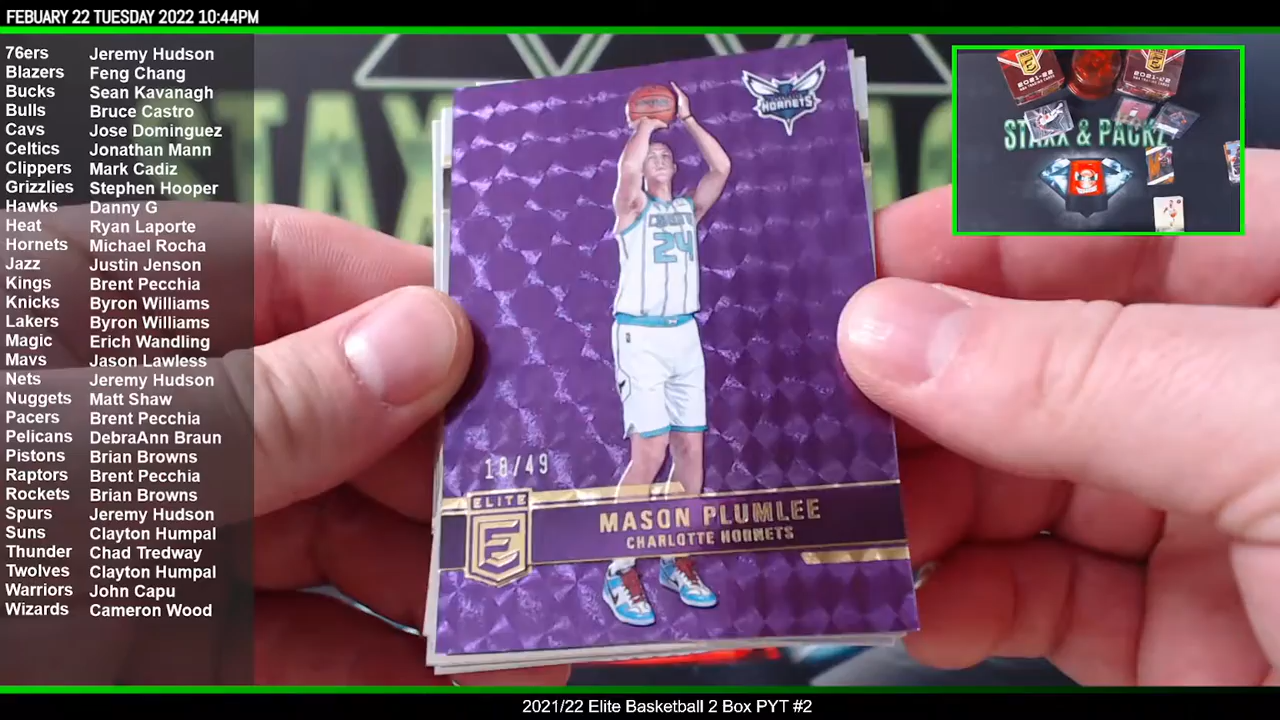 FEBUARY 22 TUESDAY 2022 10:44PM
76ers Jeremy Hudson
Blazers Feng Chang
Bucks Sean Kavanagh
Bulls Bruce Castro
Cavs Jose Dominguez
Celtics Jonathan Mann
Clippers Mark Cadiz
Grizzlies Stephen Hooper
Hawks Danny G
Heat Ryan Laporte
Hornets Michael Rocha
Jazz Justin Jenson
Kings Brent Pecchia
Knicks Byron Williams
Lakers Byron Williams
Magic Erich Wandling
Mavs Jason Lawless
Nets Jeremy Hudson
Nuggets Matt Shaw
Pacers Brent Pecchia
Pelicans DebraAnn Braun
Pistons Brian Browns
Raptors Brent Pecchia
Rockets Brian Browns
Spurs Jeremy Hudson
Suns Clayton Humpal
Thunder Chad Tredway
Twolves Clayton Humpal
Warriors John Capu
Wizards Cameron Wood
HORNETS
24
18/49
ELITE
E
MASON PLUMLEE
CHARLOTTE HORNETS
2021-22
2021-22
STAXX & PACKZ
2021/22 Elite Basketball 2 Box PYT #2